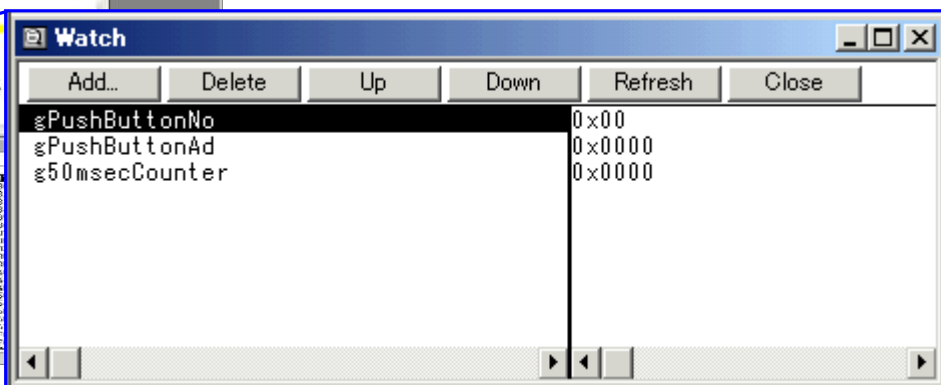 Watch
Add... Delete Up Down Refresh Close
gPushButtonNo 0x00
gPushButtonAd 0x0000
g50msecCounter 0x0000